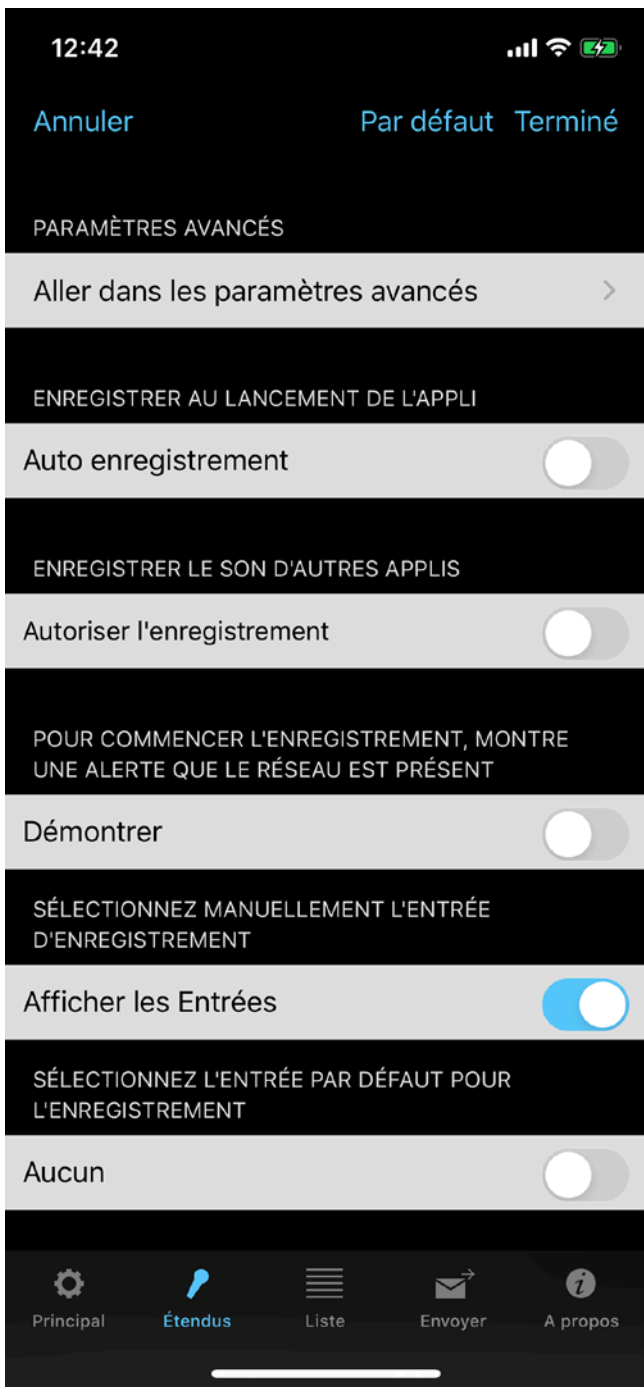 12:42
Annuler Par défaut Terminé
PARAMÈTRES AVANCÉS
Aller dans les paramètres avancés
ENREGISTRER AU LANCEMENT DE L'APPLI
Auto enregistrement
ENREGISTRER LE SON D'AUTRES APPLIS
Autoriser l'enregistrement
POUR COMMENCER L'ENREGISTREMENT, MONTRE
UNE ALERTE QUE LE RÉSEAU EST PRÉSENT
Démontrer
SÉLECTIONNEZ MANUELLEMENT L'ENTRÉE
D'ENREGISTREMENT
Afficher les Entrées
SÉLECTIONNEZ L'ENTRÉE PAR DÉFAUT POUR
L'ENREGISTREMENT
Aucun
Principal Étendus Liste Envoyer A propos